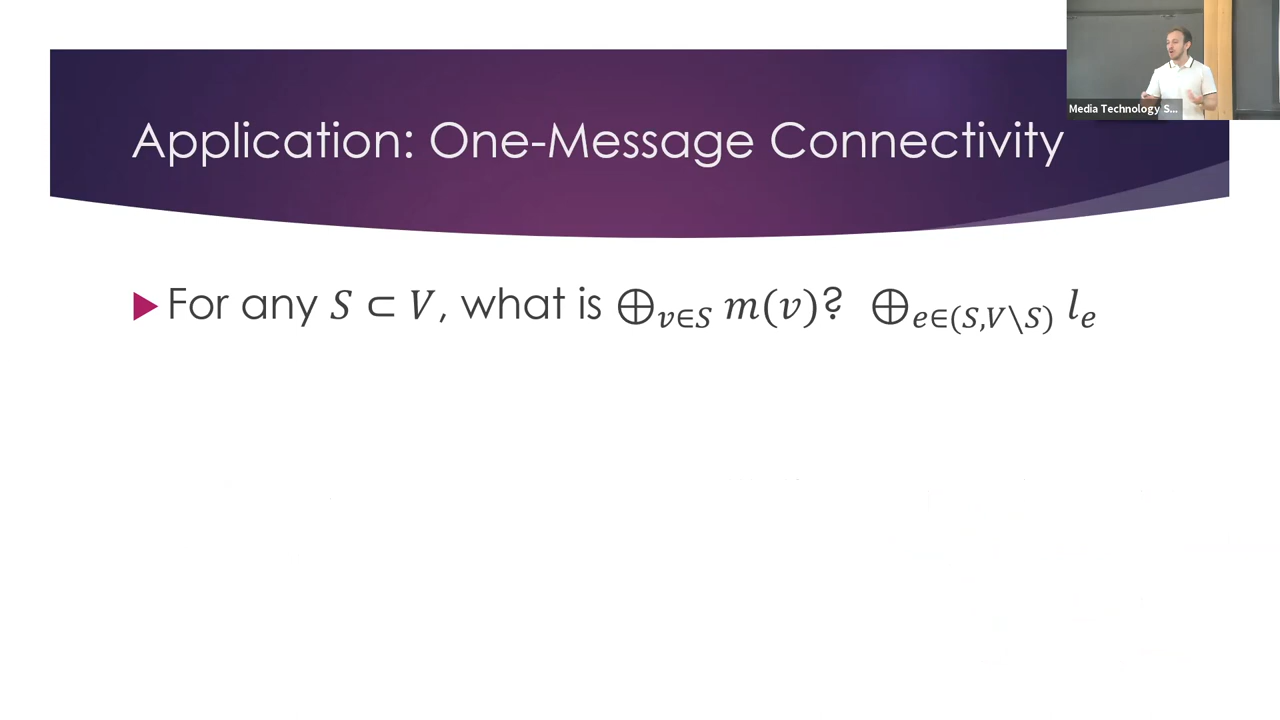 Media Technology S...
Application: One-Message Connectivity
For any S ⊂ V, what is ⊕_{v∈S} m(v)? ⊕_{e∈(S,V\S)} l_e